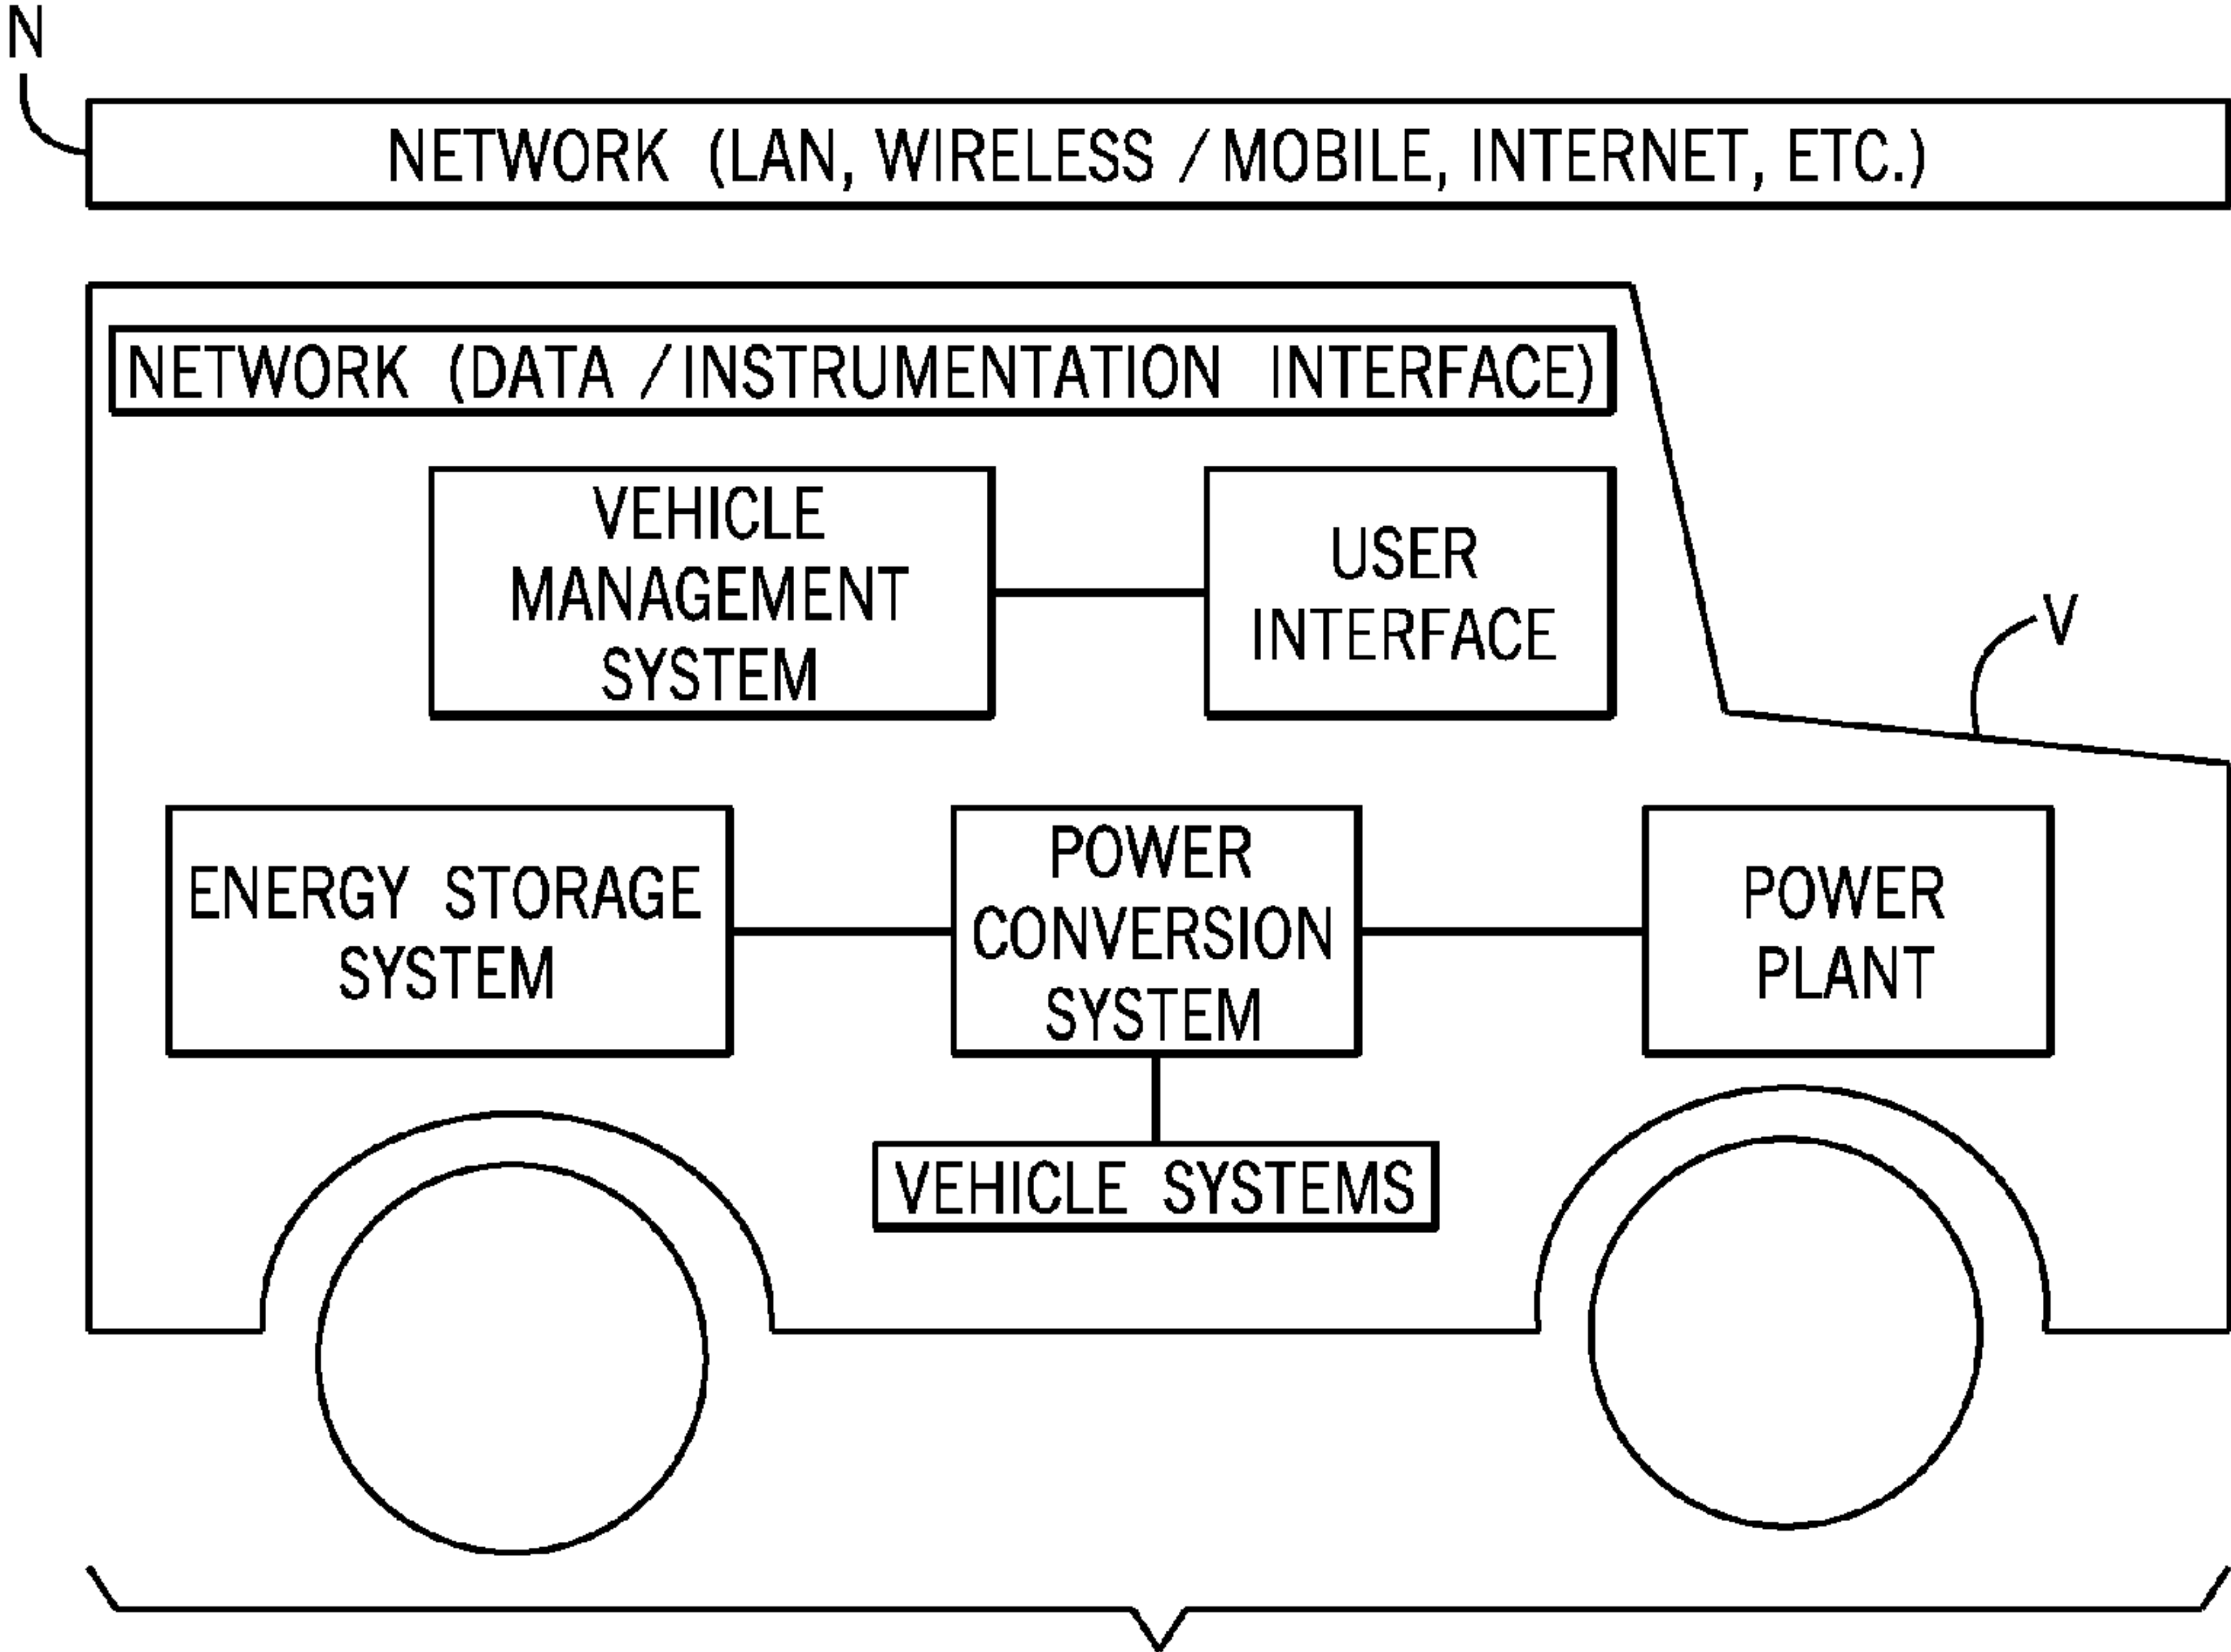 N
NETWORK (LAN, WIRELESS / MOBILE, INTERNET, ETC.)
NETWORK (DATA / INSTRUMENTATION INTERFACE)
VEHICLE
MANAGEMENT
SYSTEM
USER
INTERFACE
V
ENERGY STORAGE
SYSTEM
POWER
CONVERSION
SYSTEM
POWER
PLANT
VEHICLE SYSTEMS